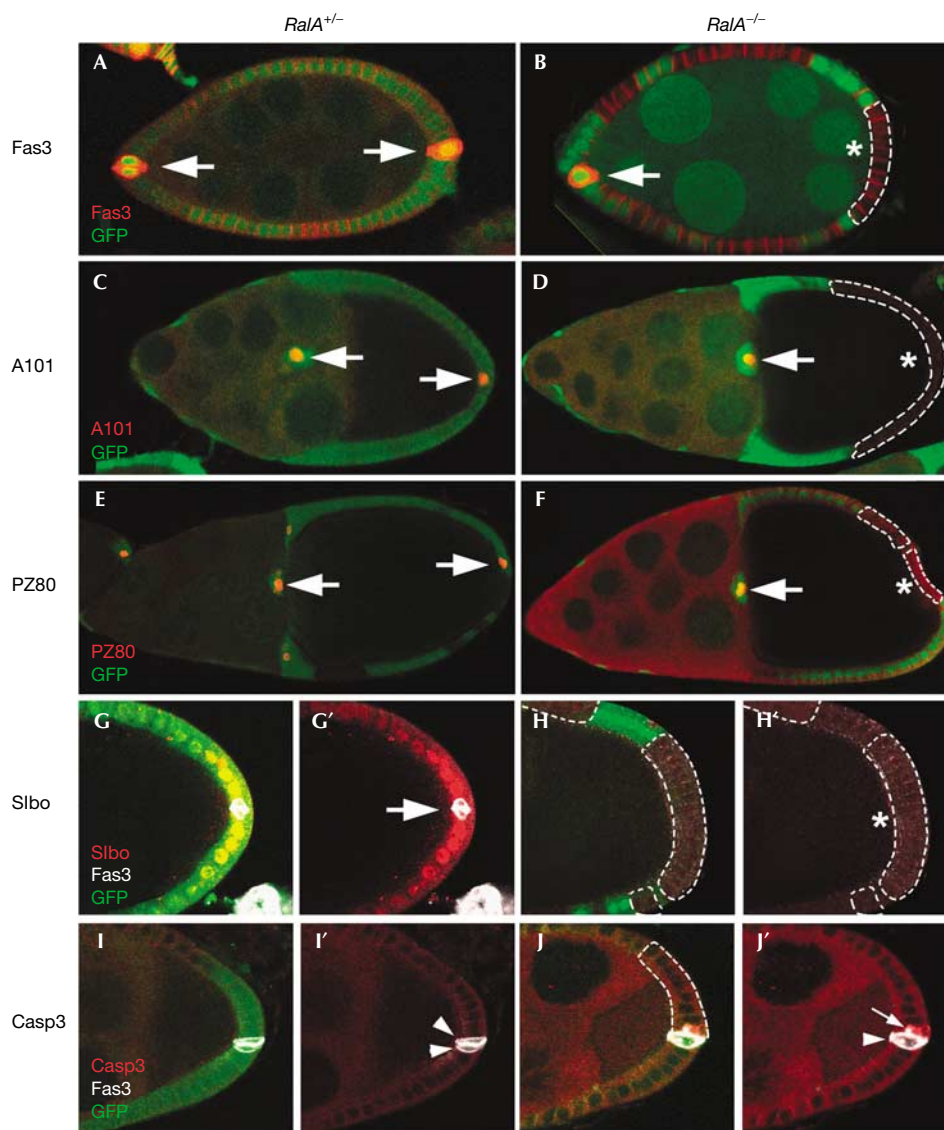 RalA+/– RalA–/–
Fas3
A
B
*
Fas3
GFP
A101
C
D
*
A101
GFP
PZ80
E
F
*
PZ80
GFP
Slbo
G
G′
H
H′
*
Slbo
Fas3
GFP
Casp3
I
I′
J
J′
Casp3
Fas3
GFP